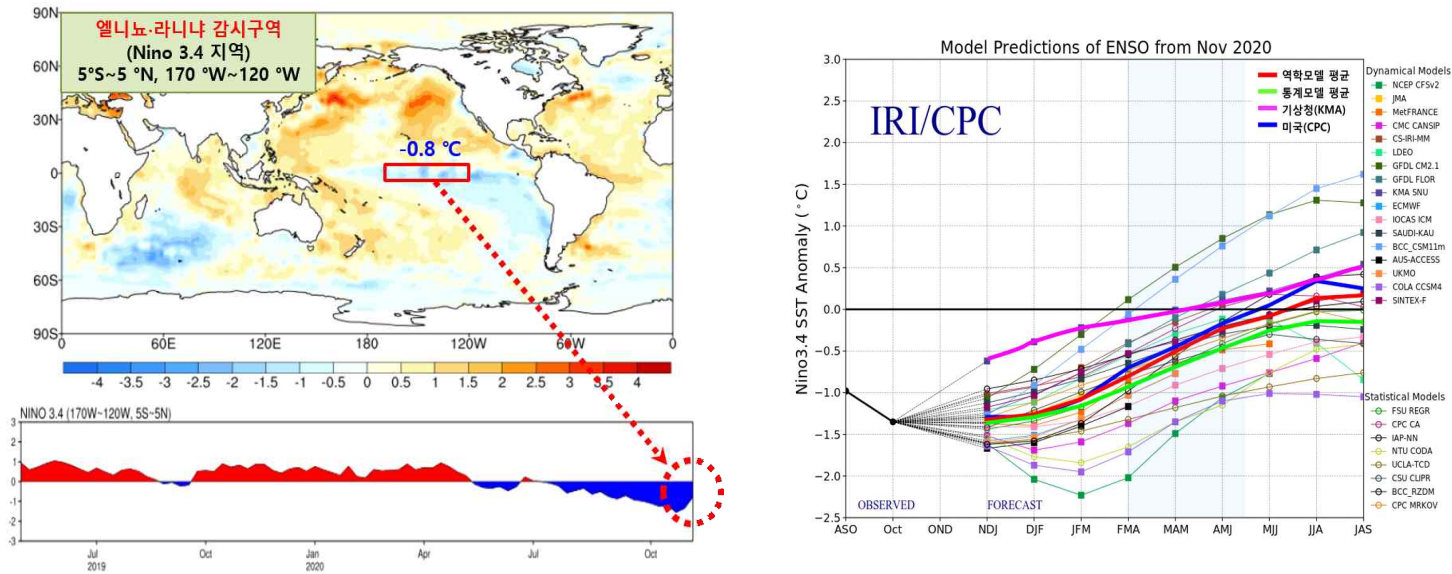 엘니뇨·라니냐 감시구역
(Nino 3.4 지역)
5°S~5 °N, 170 °W~120 °W
90N
60N
30N
0
30S
60S
90S
-0.8 ℃
0
60E
120E
180
120W
60W
0
-4 -3.5 -3 -2.5 -2 -1.5 -1 -0.5 0 0.5 1 1.5 2 2.5 3 3.5 4
NINO 3.4 (170W~120W, 5S~5N)
3
2
1
0
-1
-2
-3
Jul
2019
Oct
Jan
2020
Apr
Jul
Oct
Model Predictions of ENSO from Nov 2020
IRI/CPC
역학모델 평균
통계모델 평균
기상청(KMA)
미국(CPC)
Nino3.4 SST Anomaly (°C)
3.0
2.5
2.0
1.5
1.0
0.5
0.0
−0.5
−1.0
−1.5
−2.0
−2.5
OBSERVED
FORECAST
ASO Oct OND NDJ DJF JFM FMA MAM AMJ MJJ JJA JAS
Dynamical Models
NCEP CFSv2
JMA
MetFRANCE
CMC CANSIP
CS-IRI-MM
LDEO
GFDL CM2.1
GFDL FLOR
KMA SNU
ECMWF
IOCAS ICM
SAUDI-KAU
BCC_CSM11m
AUS-ACCESS
UKMO
COLA CCSM4
SINTEX-F
Statistical Models
FSU REGR
CPC CA
IAP-NN
NTU CODA
UCLA-TCD
CSU CLIPR
BCC_RZDM
CPC MRKOV